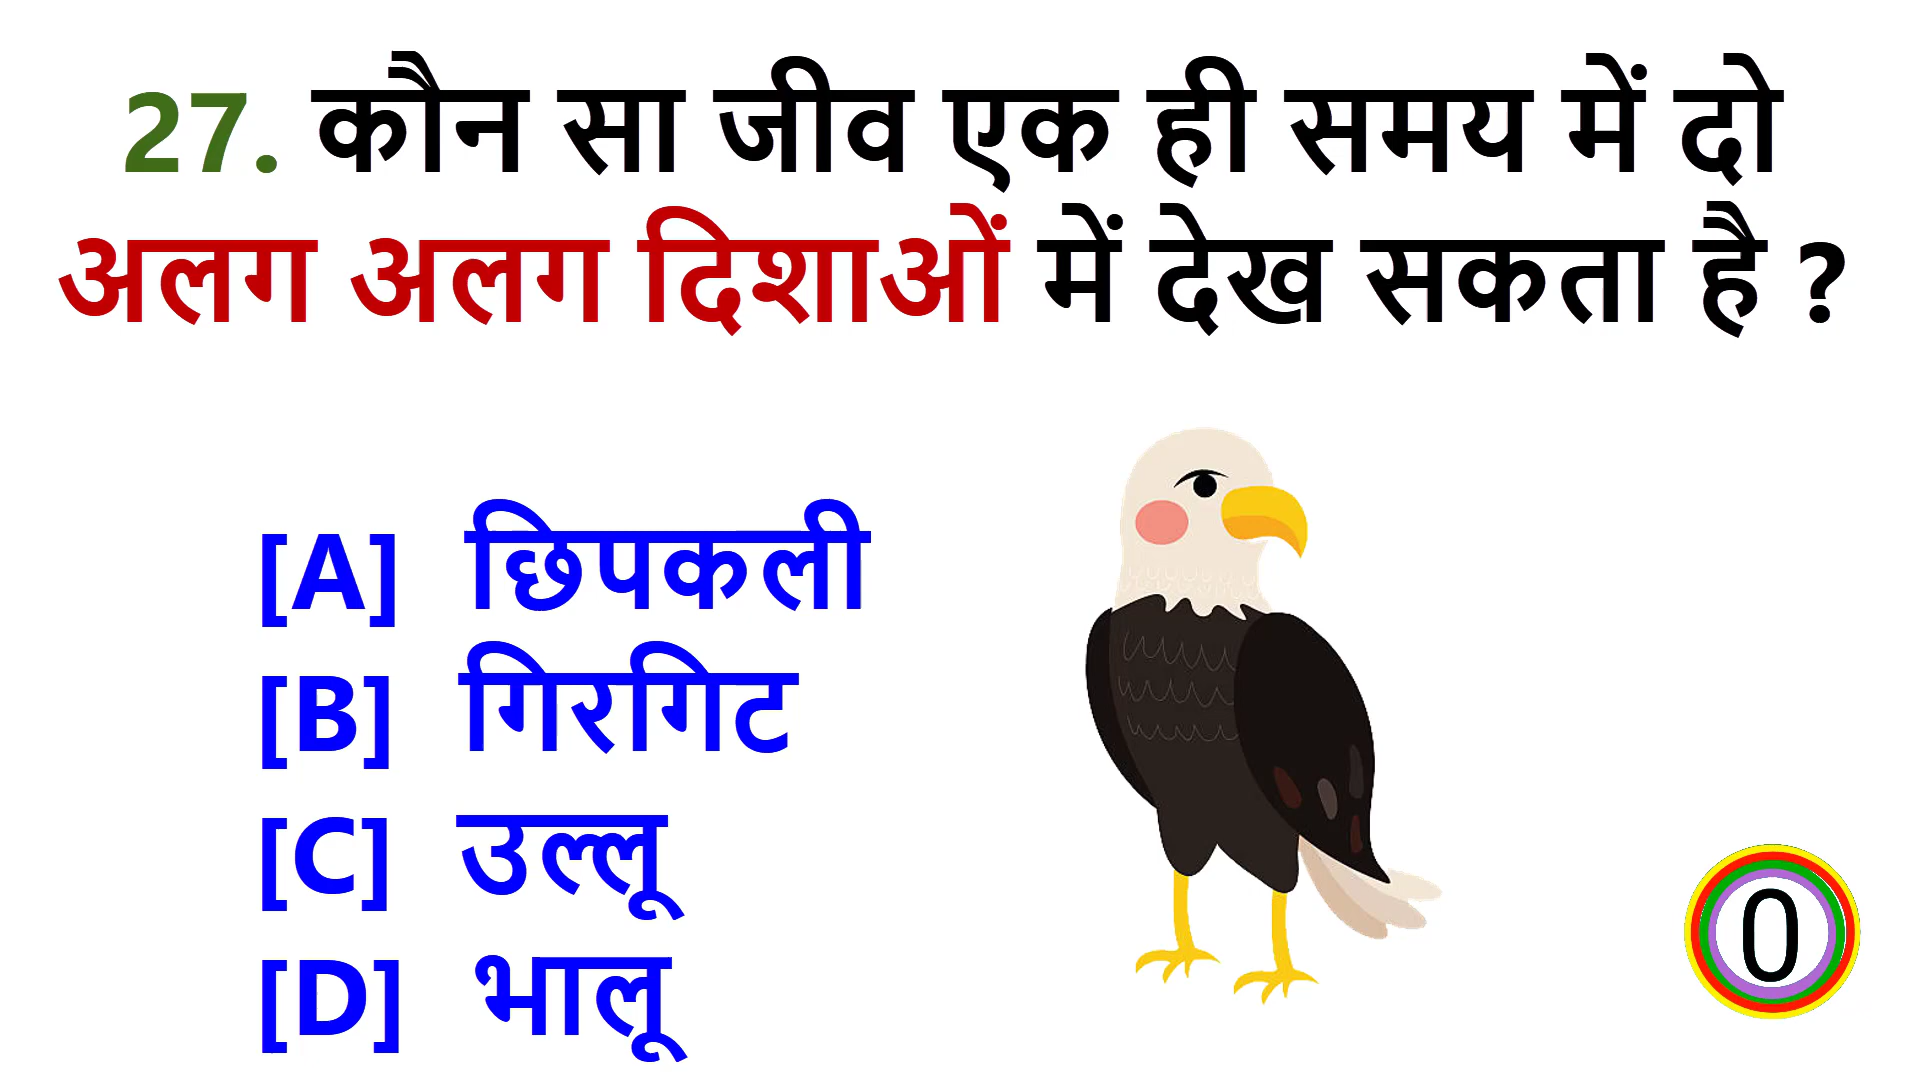 27. कौन सा जीव एक ही समय में दो
अलग अलग दिशाओं में देख सकता है ?
[A] छिपकली
[B] गिरगिट
[C] उल्लू
[D] भालू
0